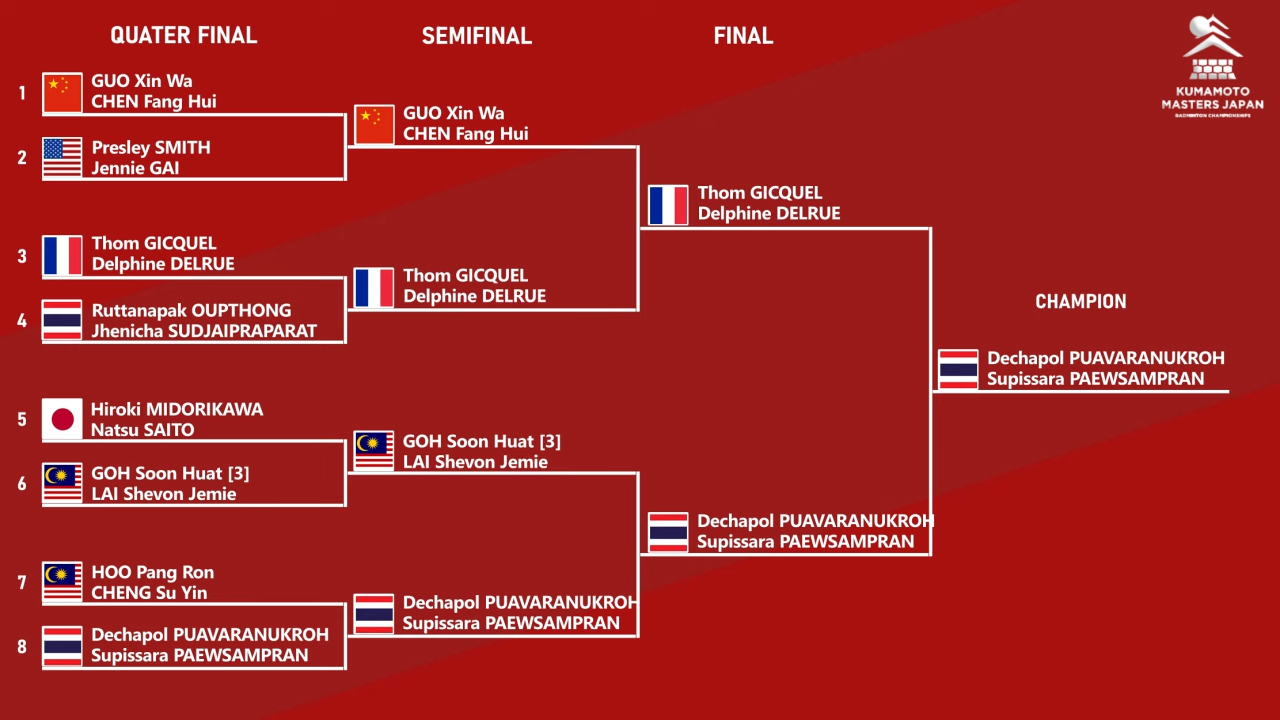 QUATER FINAL
SEMIFINAL
FINAL
KUMAMOTO
MASTERS JAPAN
BADMINTON CHAMPIONSHIPS
1
GUO Xin Wa
CHEN Fang Hui
2
Presley SMITH
Jennie GAI
3
Thom GICQUEL
Delphine DELRUE
4
Ruttanapak OUPTHONG
Jhenicha SUDJAIPRAPARAT
5
Hiroki MIDORIKAWA
Natsu SAITO
6
GOH Soon Huat [3]
LAI Shevon Jemie
7
HOO Pang Ron
CHENG Su Yin
8
Dechapol PUAVARANUKROH
Supissara PAEWSAMPRAN
GUO Xin Wa
CHEN Fang Hui
Thom GICQUEL
Delphine DELRUE
GOH Soon Huat [3]
LAI Shevon Jemie
Dechapol PUAVARANUKROH
Supissara PAEWSAMPRAN
Thom GICQUEL
Delphine DELRUE
Dechapol PUAVARANUKROH
Supissara PAEWSAMPRAN
CHAMPION
Dechapol PUAVARANUKROH
Supissara PAEWSAMPRAN